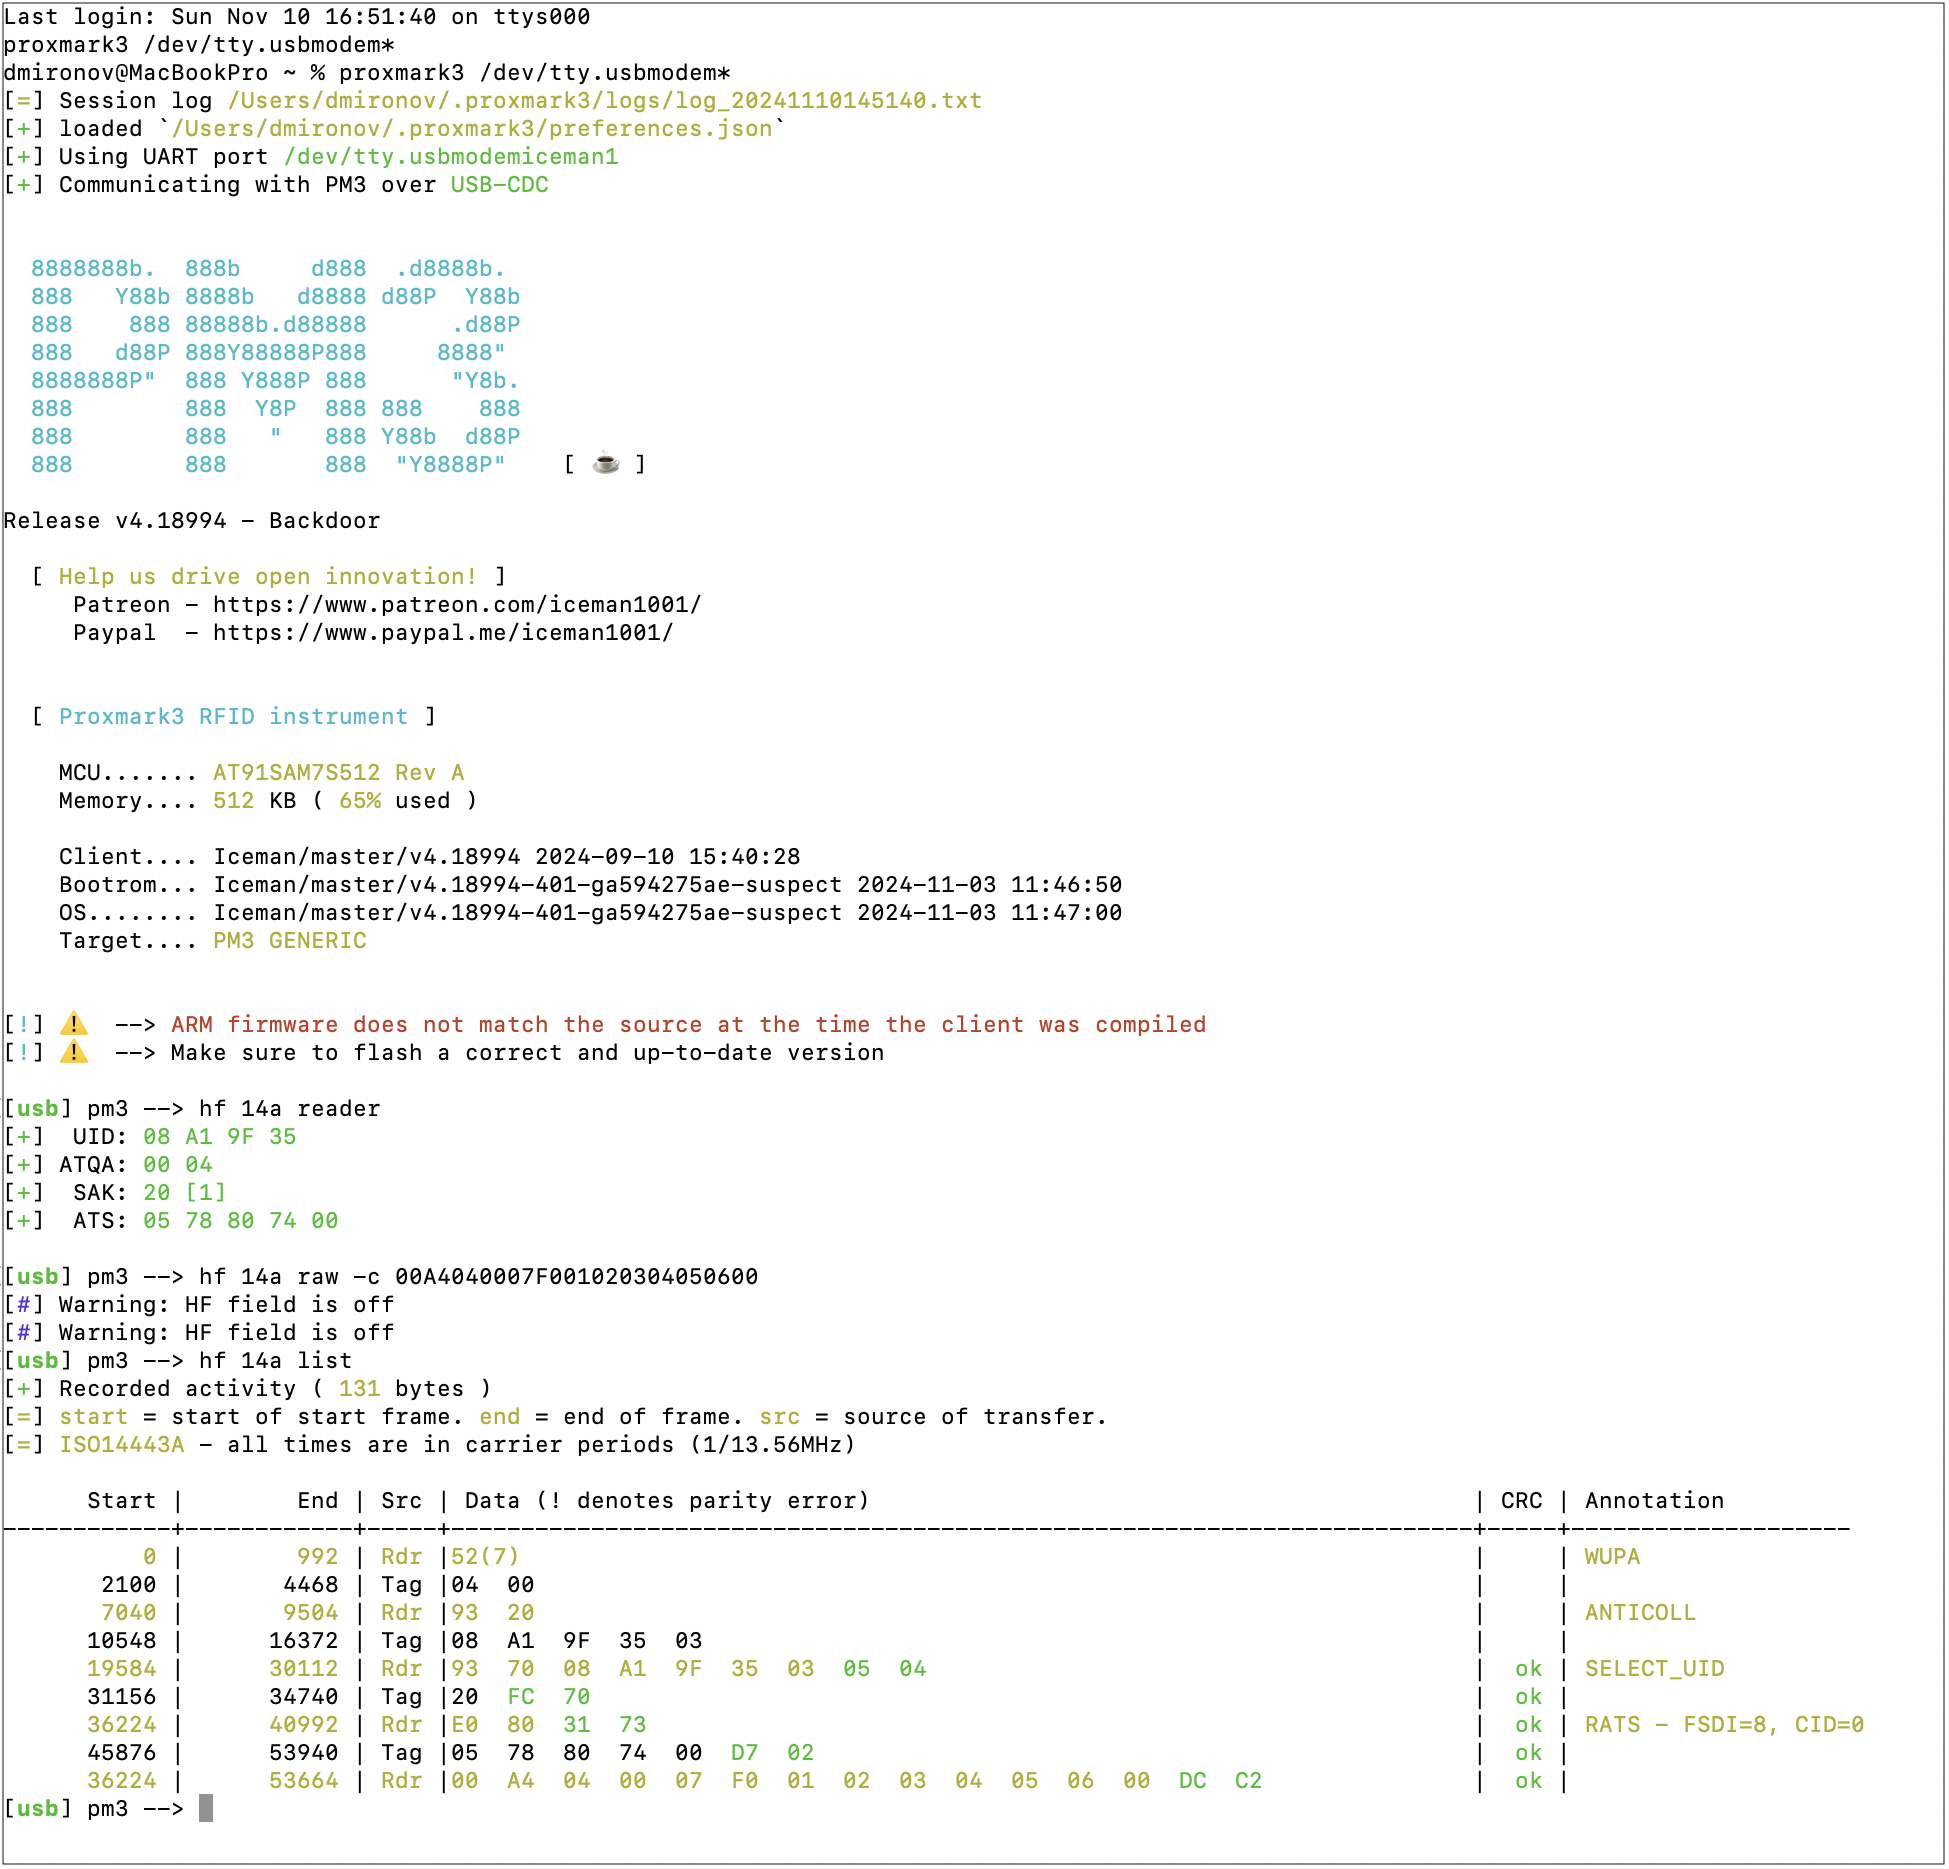 Last login: Sun Nov 10 16:51:40 on ttys000
proxmark3 /dev/tty.usbmodem*
dmironov@MacBookPro ~ % proxmark3 /dev/tty.usbmodem*
[=] Session log /Users/dmironov/.proxmark3/logs/log_20241110145140.txt
[+] loaded `/Users/dmironov/.proxmark3/preferences.json`
[+] Using UART port /dev/tty.usbmodemiceman1
[+] Communicating with PM3 over USB-CDC


  8888888b.  888b     d888  .d8888b.
  888   Y88b 8888b   d8888 d88P  Y88b
  888    888 88888b.d88888      .d88P
  888   d88P 888Y88888P888     8888"
  8888888P"  888 Y888P 888      "Y8b.
  888        888  Y8P  888 888    888
  888        888   "   888 Y88b  d88P
  888        888       888  "Y8888P"    [ ☕ ]

Release v4.18994 - Backdoor

  [ Help us drive open innovation! ]
     Patreon - https://www.patreon.com/iceman1001/
     Paypal  - https://www.paypal.me/iceman1001/


  [ Proxmark3 RFID instrument ]

    MCU....... AT91SAM7S512 Rev A
    Memory.... 512 KB ( 65% used )

    Client.... Iceman/master/v4.18994 2024-09-10 15:40:28
    Bootrom... Iceman/master/v4.18994-401-ga594275ae-suspect 2024-11-03 11:46:50
    OS........ Iceman/master/v4.18994-401-ga594275ae-suspect 2024-11-03 11:47:00
    Target.... PM3 GENERIC


[!] ⚠️  --> ARM firmware does not match the source at the time the client was compiled
[!] ⚠️  --> Make sure to flash a correct and up-to-date version

[usb] pm3 --> hf 14a reader
[+]  UID: 08 A1 9F 35
[+] ATQA: 00 04
[+]  SAK: 20 [1]
[+]  ATS: 05 78 80 74 00

[usb] pm3 --> hf 14a raw -c 00A4040007F001020304050600
[#] Warning: HF field is off
[#] Warning: HF field is off
[usb] pm3 --> hf 14a list
[+] Recorded activity ( 131 bytes )
[=] start = start of start frame. end = end of frame. src = source of transfer.
[=] ISO14443A - all times are in carrier periods (1/13.56MHz)

      Start |        End | Src | Data (! denotes parity error)                                           | CRC | Annotation
------------+------------+-----+-------------------------------------------------------------------------+-----+--------------------
          0 |        992 | Rdr |52(7)                                                                    |     | WUPA
       2100 |       4468 | Tag |04  00                                                                   |     |
       7040 |       9504 | Rdr |93  20                                                                   |     | ANTICOLL
      10548 |      16372 | Tag |08  A1  9F  35  03                                                       |     |
      19584 |      30112 | Rdr |93  70  08  A1  9F  35  03  05  04                                       |  ok | SELECT_UID
      31156 |      34740 | Tag |20  FC  70                                                               |  ok |
      36224 |      40992 | Rdr |E0  80  31  73                                                           |  ok | RATS - FSDI=8, CID=0
      45876 |      53940 | Tag |05  78  80  74  00  D7  02                                               |  ok |
      36224 |      53664 | Rdr |00  A4  04  00  07  F0  01  02  03  04  05  06  00  DC  C2               |  ok |
[usb] pm3 -->